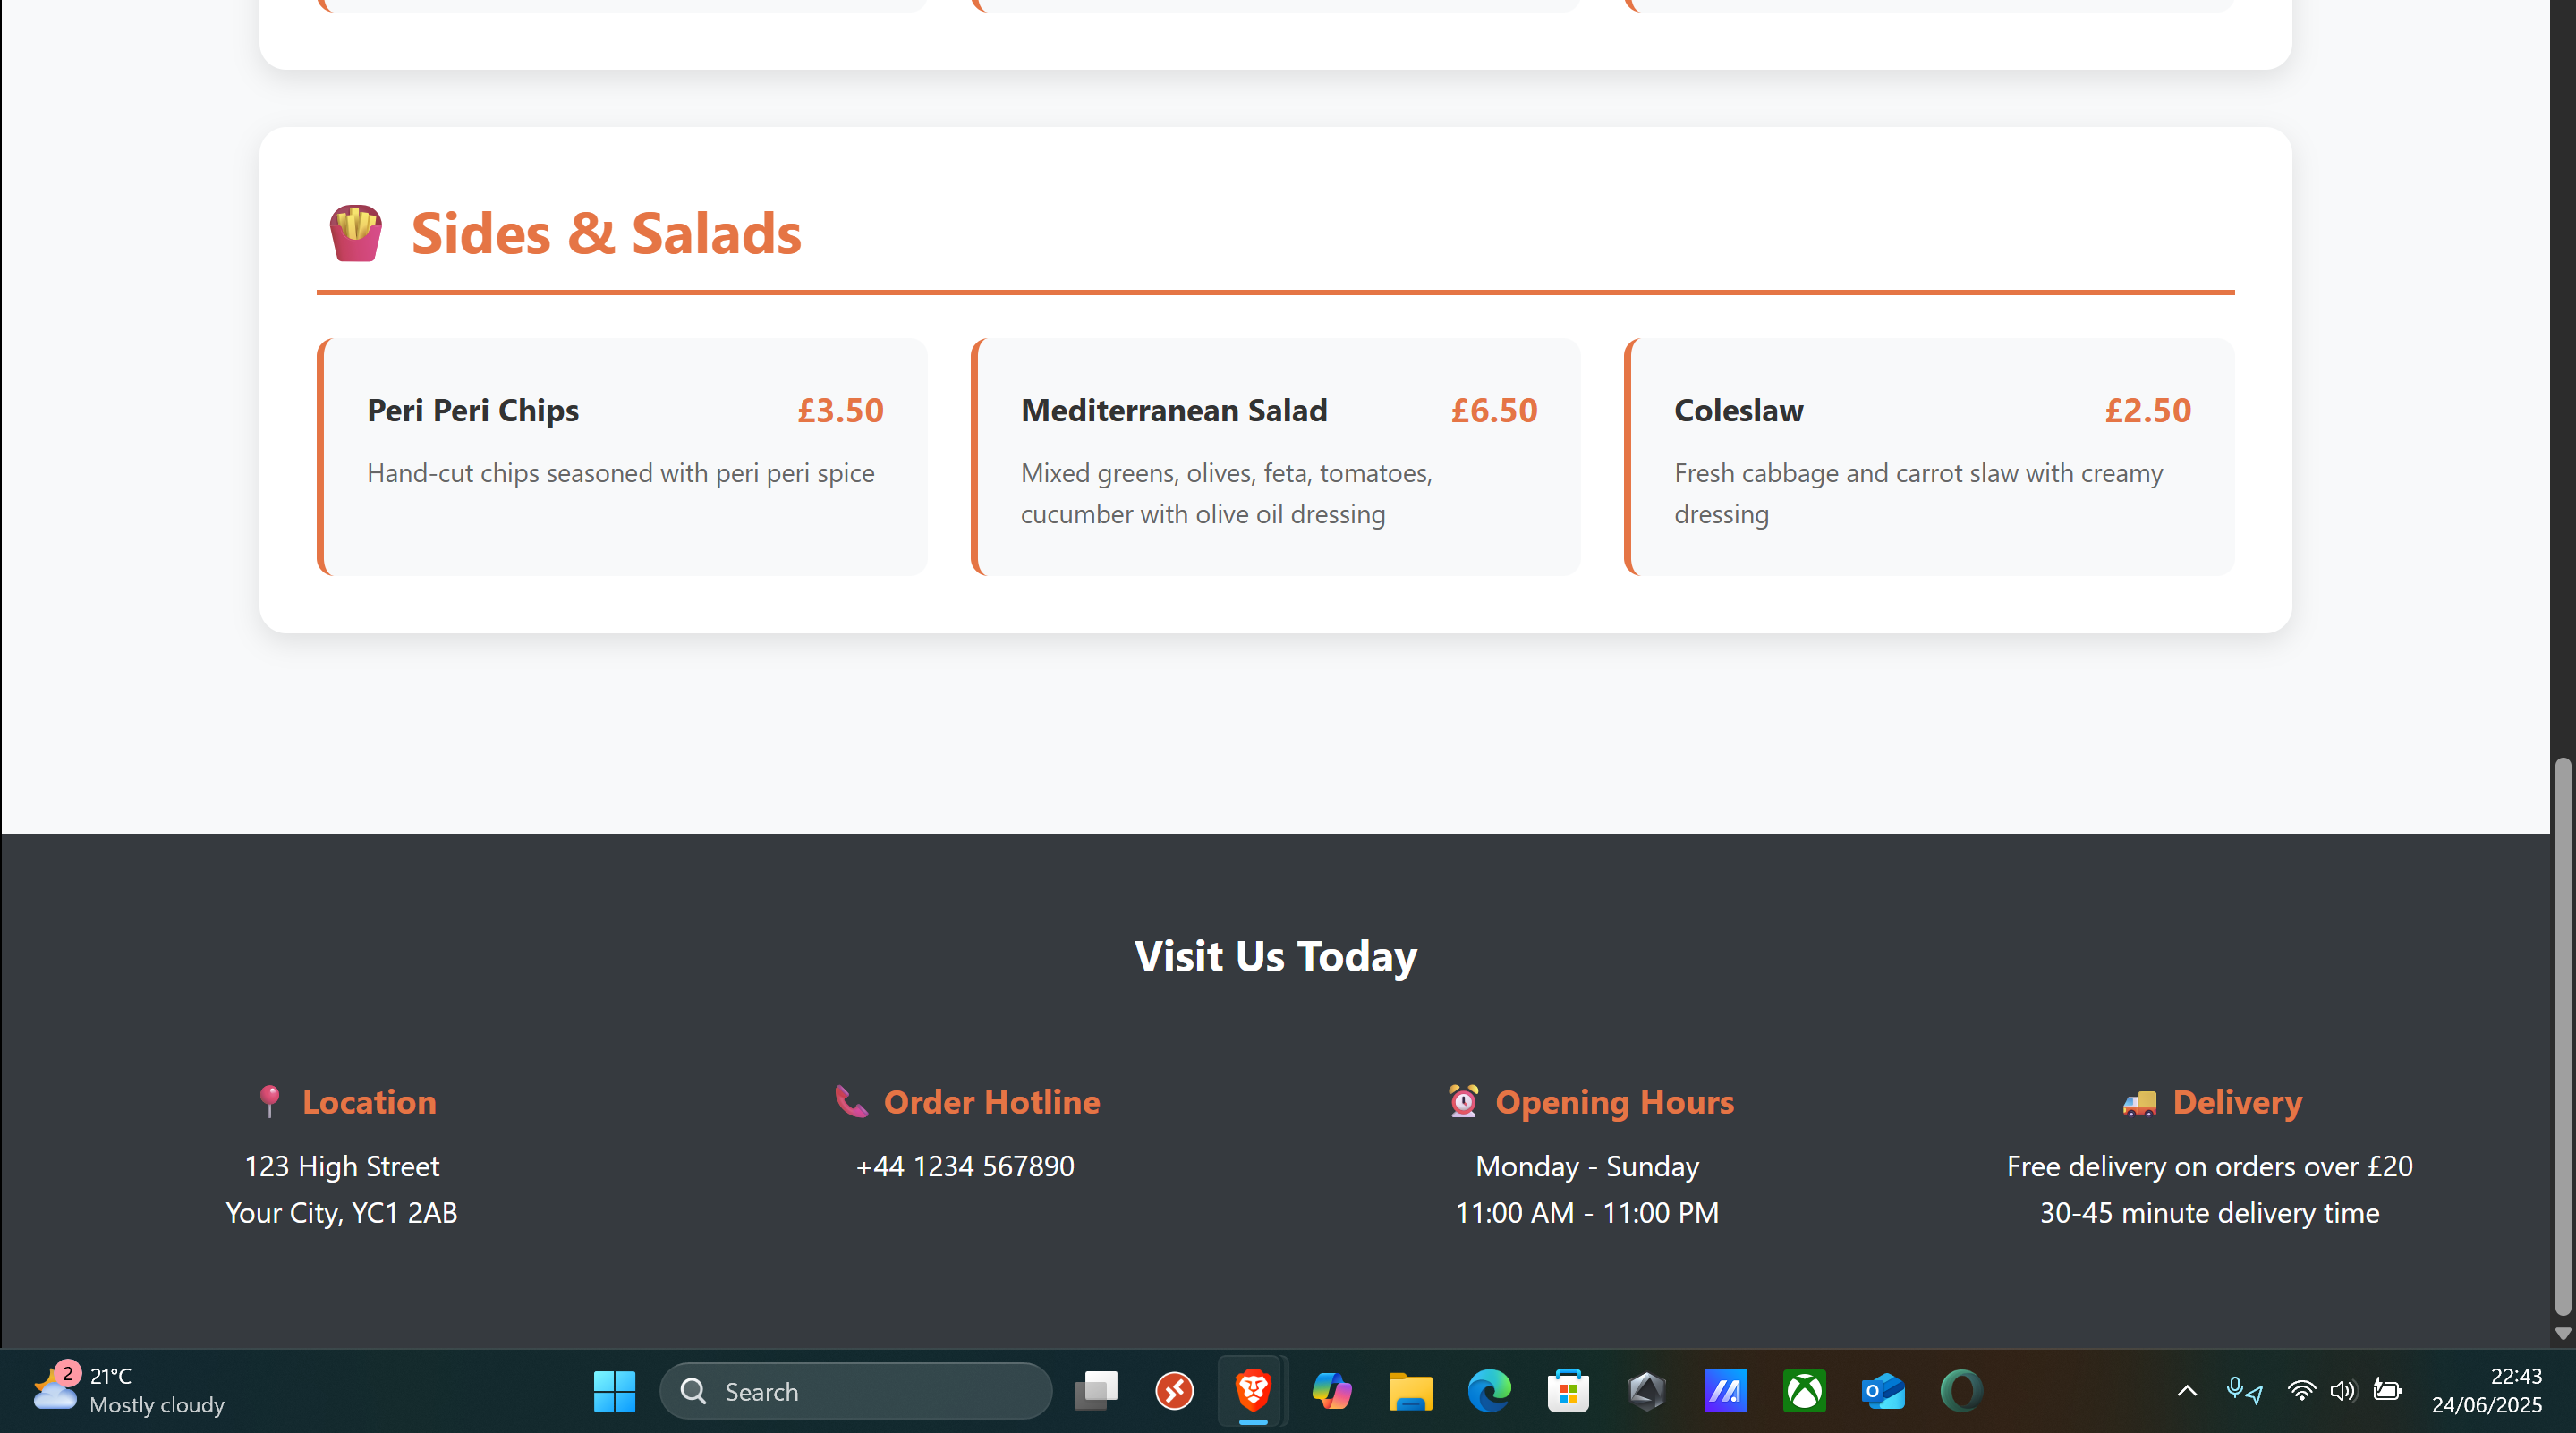 Sides & Salads
Peri Peri Chips £3.50
Hand-cut chips seasoned with peri peri spice
Mediterranean Salad £6.50
Mixed greens, olives, feta, tomatoes,
cucumber with olive oil dressing
Coleslaw £2.50
Fresh cabbage and carrot slaw with creamy
dressing
Visit Us Today
Location
123 High Street
Your City, YC1 2AB
Order Hotline
+44 1234 567890
Opening Hours
Monday - Sunday
11:00 AM - 11:00 PM
Delivery
Free delivery on orders over £20
30-45 minute delivery time
2
21°C
Mostly cloudy
Search
22:43
24/06/2025